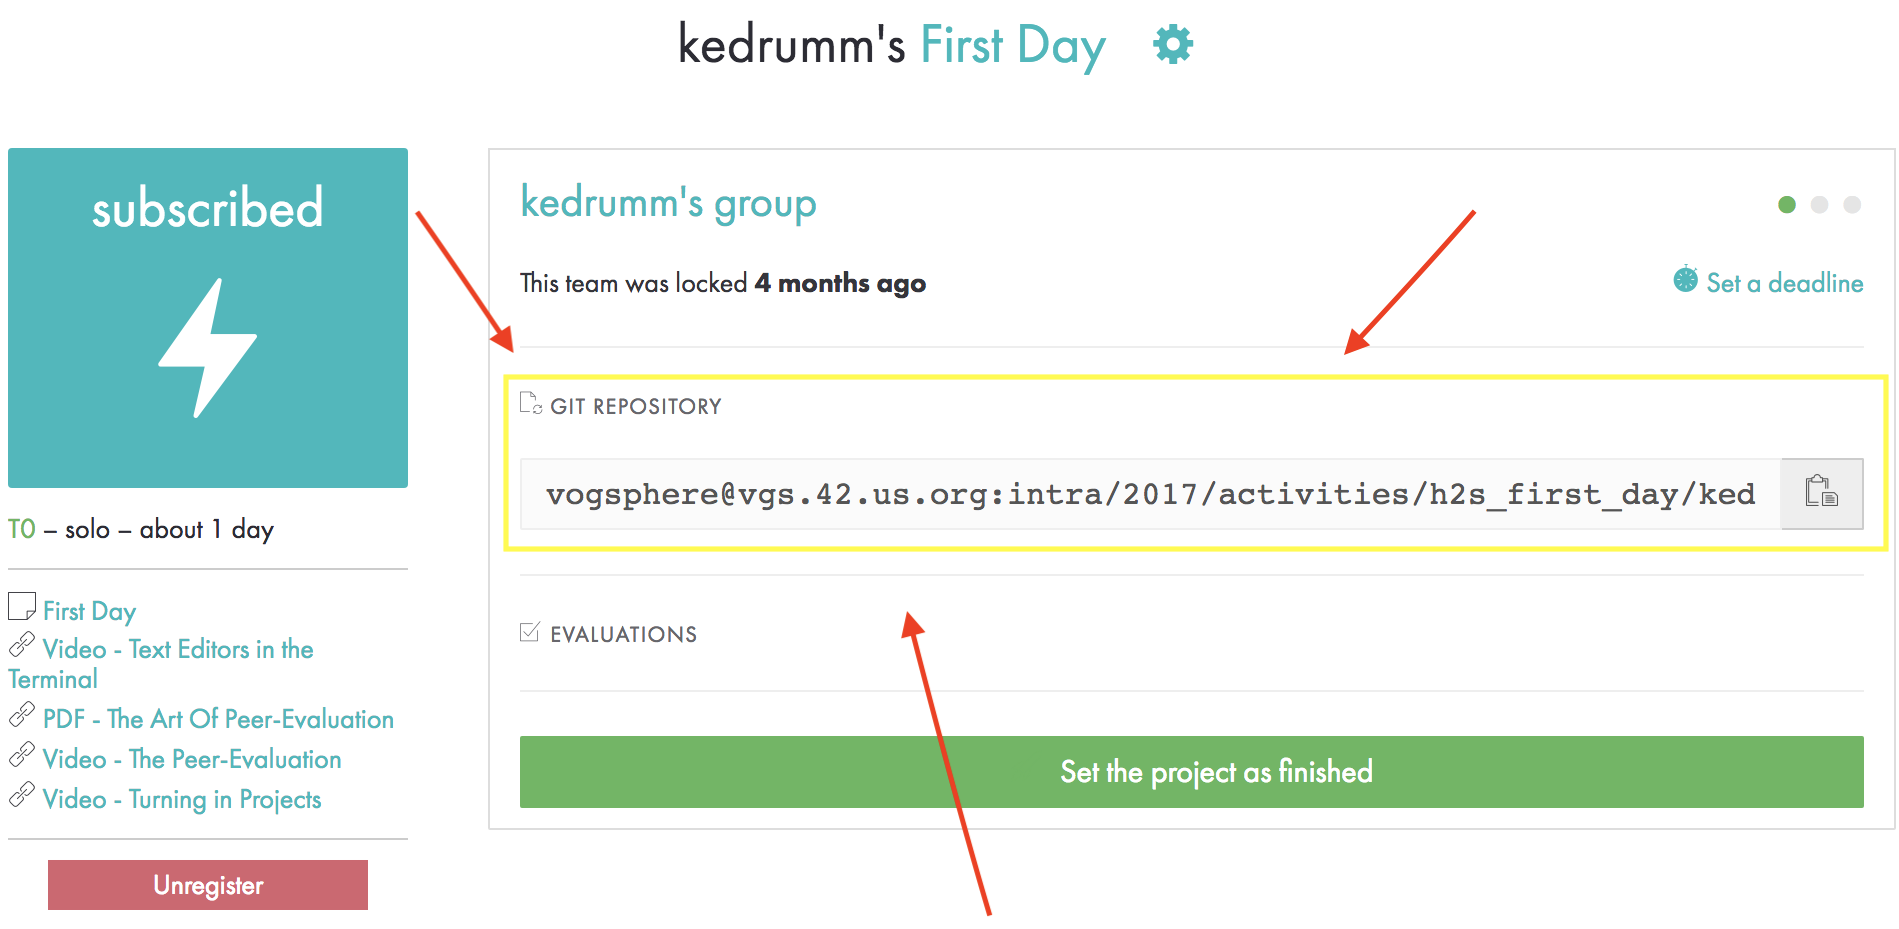 kedrumm's First Day
subscribed
T0 – solo – about 1 day
First Day
Video - Text Editors in the
Terminal
PDF - The Art Of Peer-Evaluation
Video - The Peer-Evaluation
Video - Turning in Projects
Unregister
kedrumm's group
This team was locked 4 months ago
Set a deadline
GIT REPOSITORY
vogsphere@vgs.42.us.org:intra/2017/activities/h2s_first_day/ked
EVALUATIONS
Set the project as finished